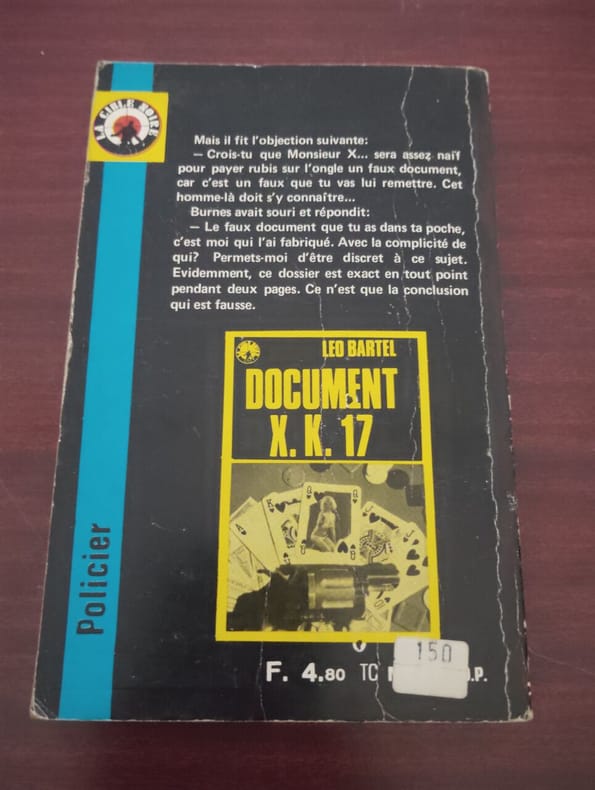 LA CIBLE NOIRE
Mais il fit l'objection suivante:
— Crois-tu que Monsieur X... sera assez naïf
pour payer rubis sur l'ongle un faux document,
car c'est un faux que tu vas lui remettre. Cet
homme-là doit s'y connaître...
Burnes avait souri et répondit:
— Le faux document que tu as dans ta poche,
c'est moi qui l'ai fabriqué. Avec la complicité de
qui? Permets-moi d'être discret à ce sujet.
Evidemment, ce dossier est exact en tout point
pendant deux pages. Ce n'est que la conclusion
qui est fausse.
LEO BARTEL
DOCUMENT
X. K. 17
Policier
150
F. 4.80 TC